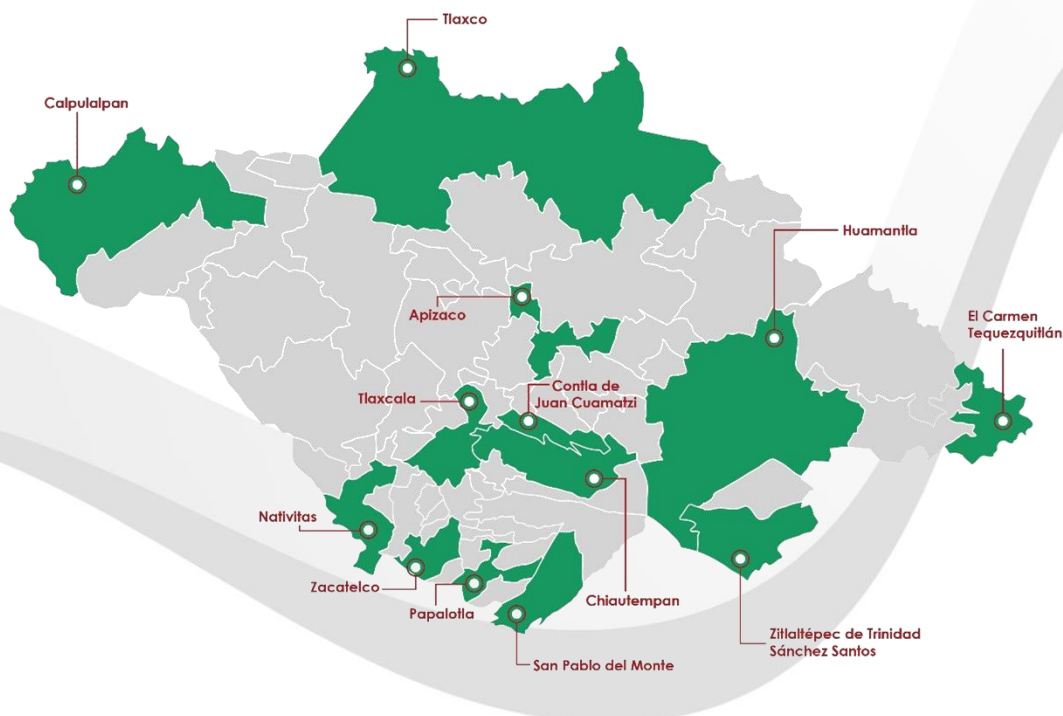 Tlaxco
Calpulalpan
Huamantla
Apizaco
El Carmen
Tequezquitlán
Tlaxcala
Contla de
Juan Cuamatzi
Nativitas
Zacatelco
Papalotla
Chiautempan
San Pablo del Monte
Zitlaltépec de Trinidad
Sánchez Santos